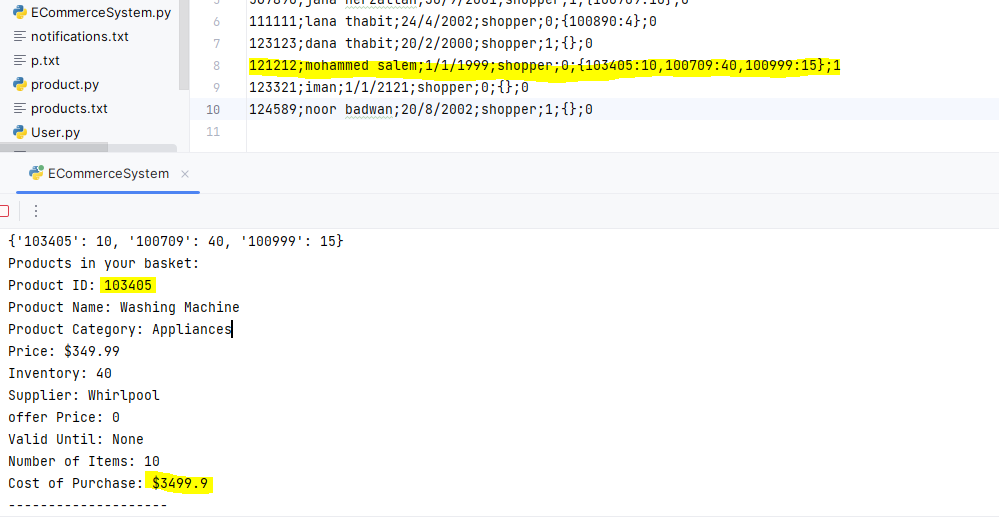 ECommerceSystem.py
notifications.txt
p.txt
product.py
products.txt
User.py
6 111111;lana thabit;24/4/2002;shopper;0;{100890:4};0
7 123123;dana thabit;20/2/2000;shopper;1;{};0
8 121212;mohammed salem;1/1/1999;shopper;0;{103405:10,100709:40,100999:15};1
9 123321;iman;1/1/2121;shopper;0;{};0
10 124589;noor badwan;20/8/2002;shopper;1;{};0
11
ECommerceSystem
{'103405': 10, '100709': 40, '100999': 15}
Products in your basket:
Product ID: 103405
Product Name: Washing Machine
Product Category: Appliances
Price: $349.99
Inventory: 40
Supplier: Whirlpool
offer Price: 0
Valid Until: None
Number of Items: 10
Cost of Purchase: $3499.9
--------------------